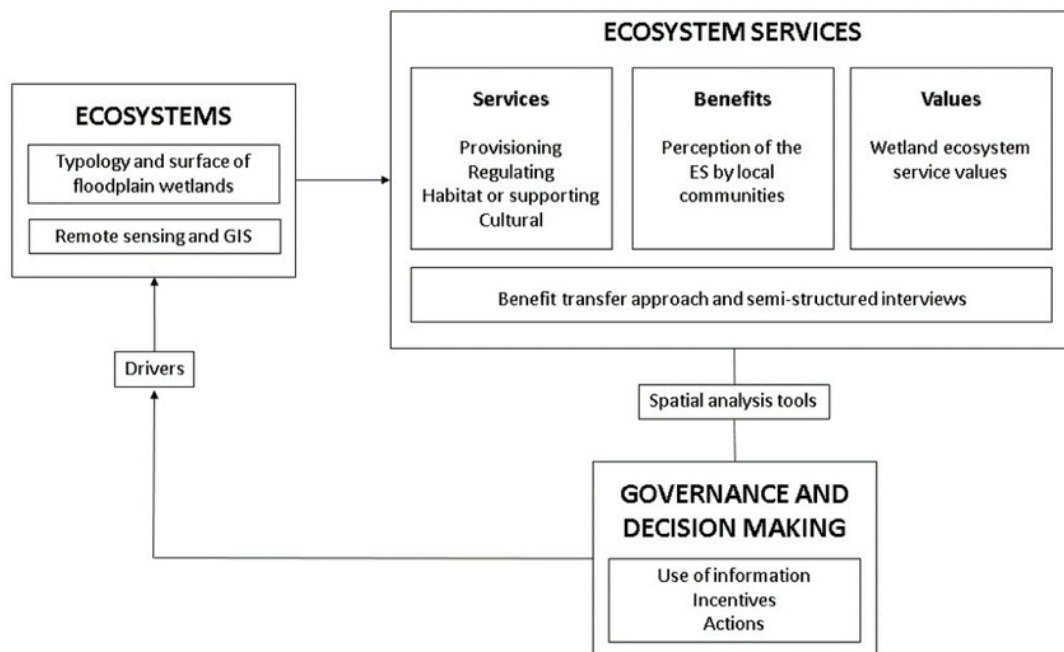 ECOSYSTEMS
Typology and surface of
floodplain wetlands
Remote sensing and GIS
ECOSYSTEM SERVICES
Services
Provisioning
Regulating
Habitat or supporting
Cultural
Benefits
Perception of the
ES by local
communities
Values
Wetland ecosystem
service values
Benefit transfer approach and semi-structured interviews
Drivers
Spatial analysis tools
GOVERNANCE AND
DECISION MAKING
Use of information
Incentives
Actions